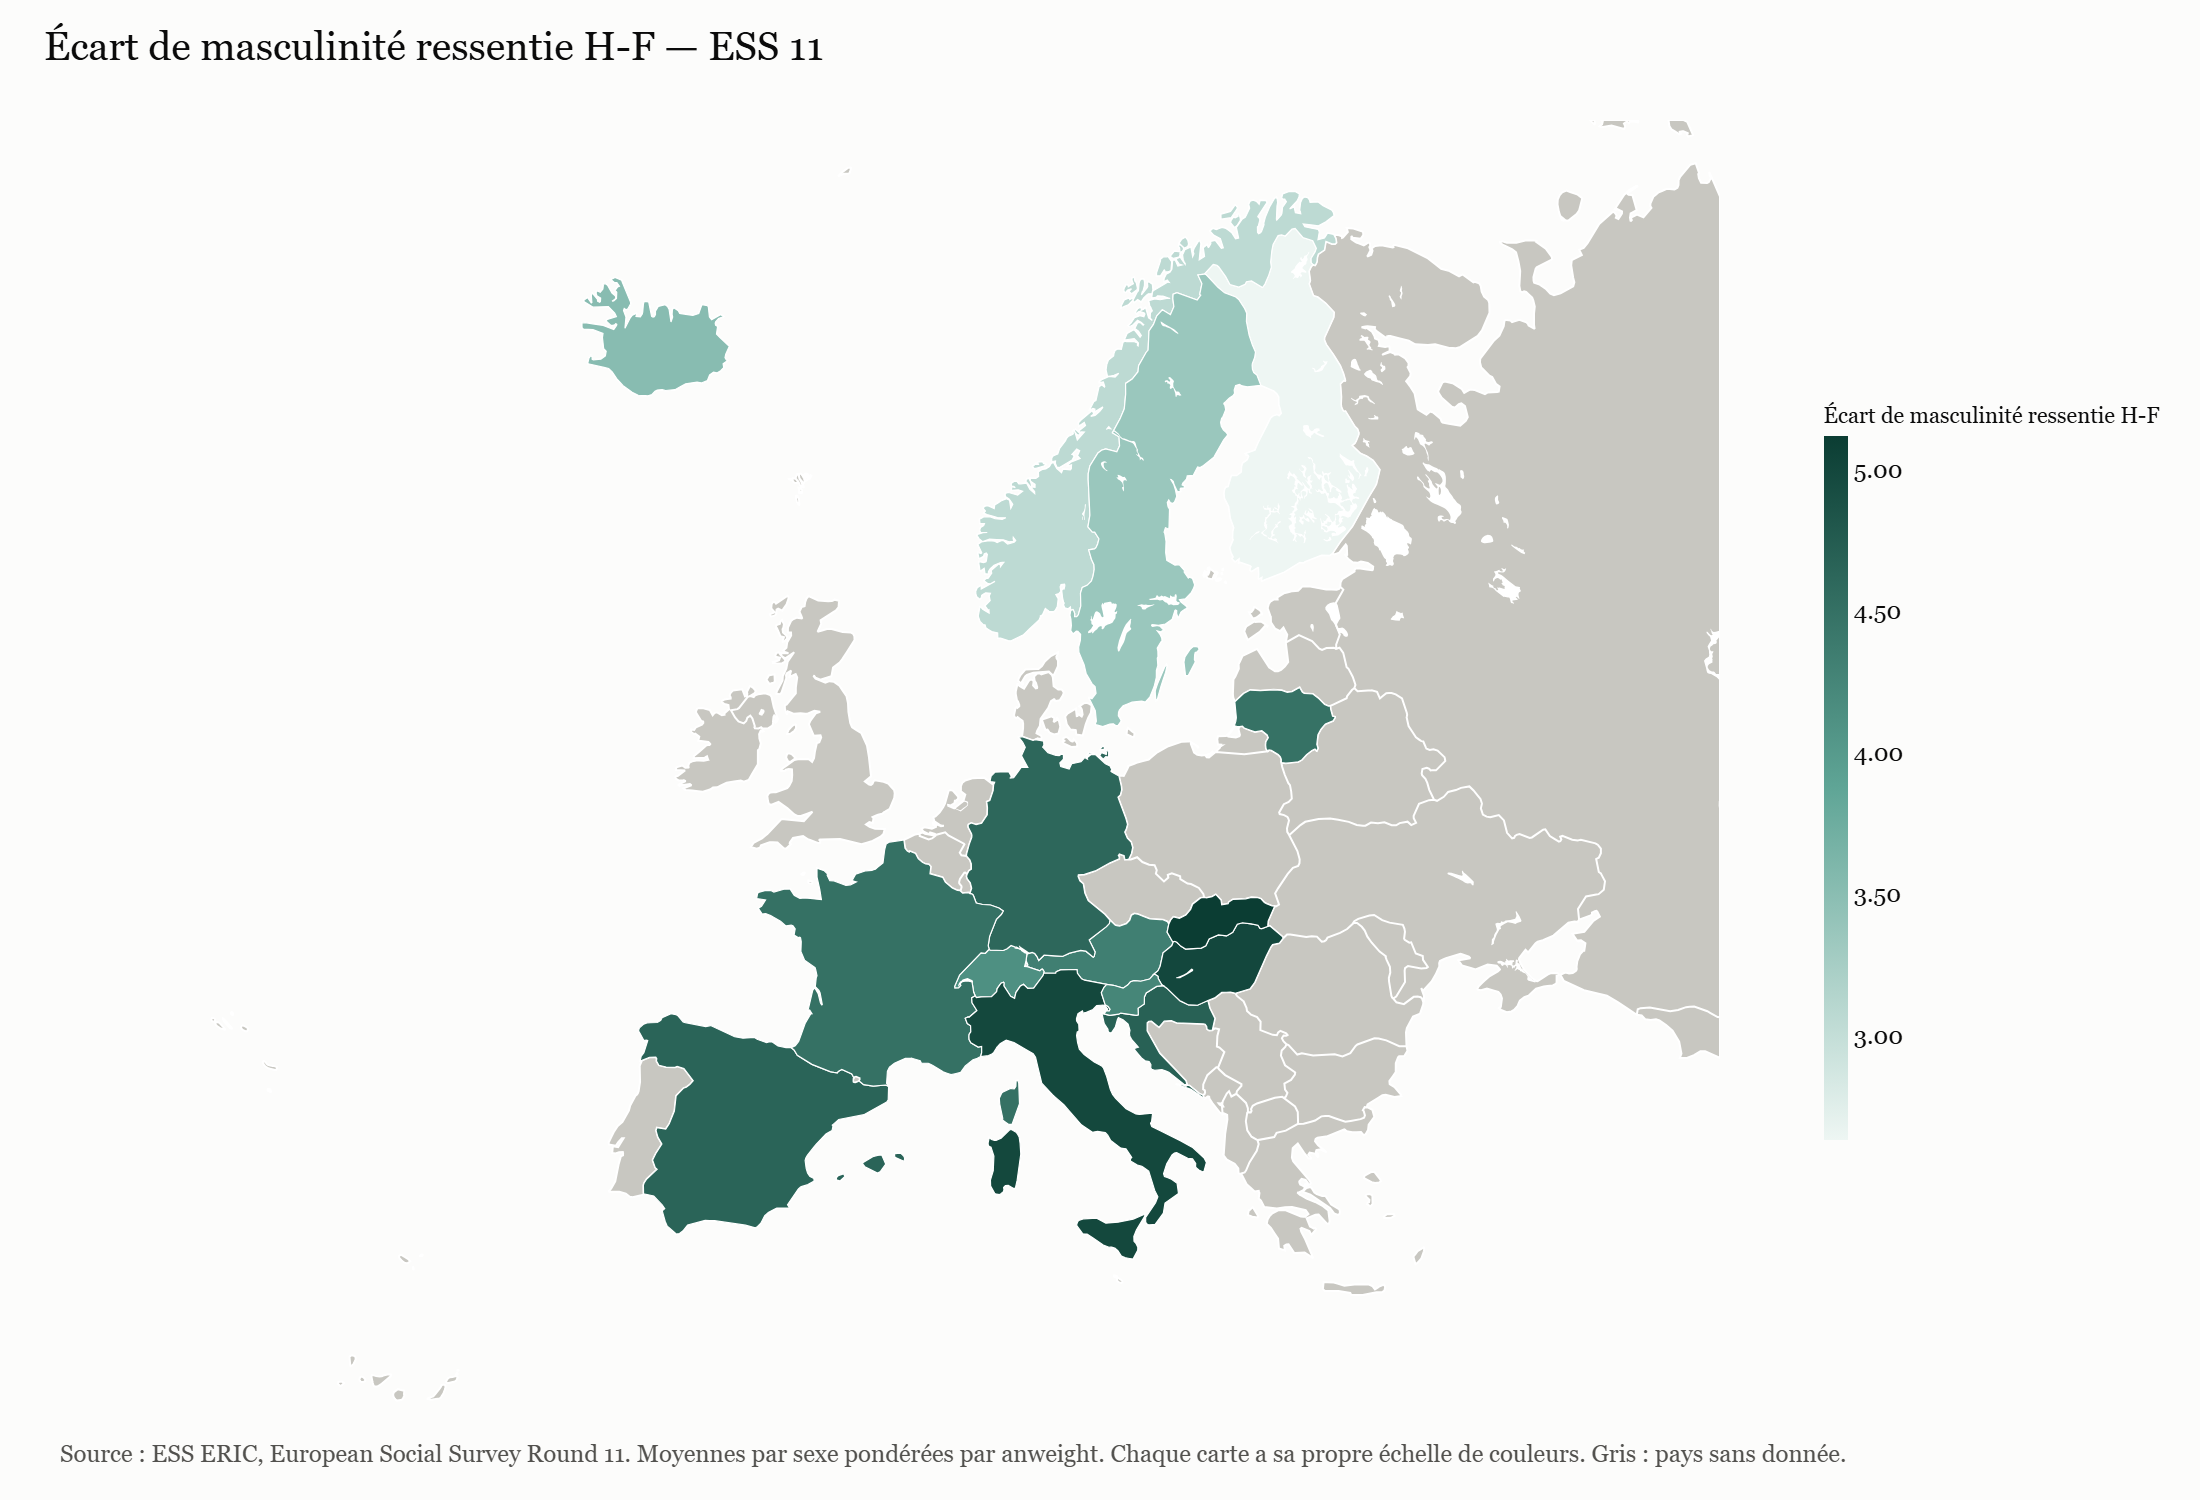 Écart de masculinité ressentie H-F — ESS 11
Écart de masculinité ressentie H-F
5.00
4.50
4.00
3.50
3.00
Source : ESS ERIC, European Social Survey Round 11. Moyennes par sexe pondérées par anweight. Chaque carte a sa propre échelle de couleurs. Gris : pays sans donnée.